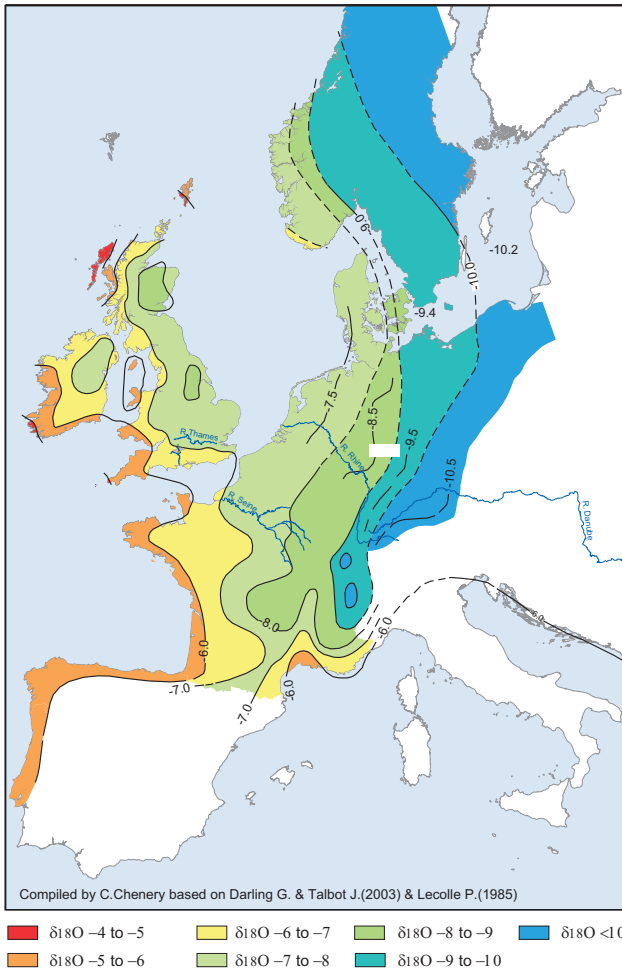 -9.0
-10.2
-10.0
-9.4
-7.5
-8.5
R.Thames
R. Rhine
-9.5
-10.5
R.Seine
R.Danube
-8.0
-6.0
-6.0
-6.0
-7.0
-6.0
-7.0
Compiled by C.Chenery based on Darling G. & Talbot J.(2003) & Lecolle P.(1985)
δ18O –4 to –5
δ18O –6 to –7
δ18O –8 to –9
δ18O <10
δ18O –5 to –6
δ18O –7 to –8
δ18O –9 to –10